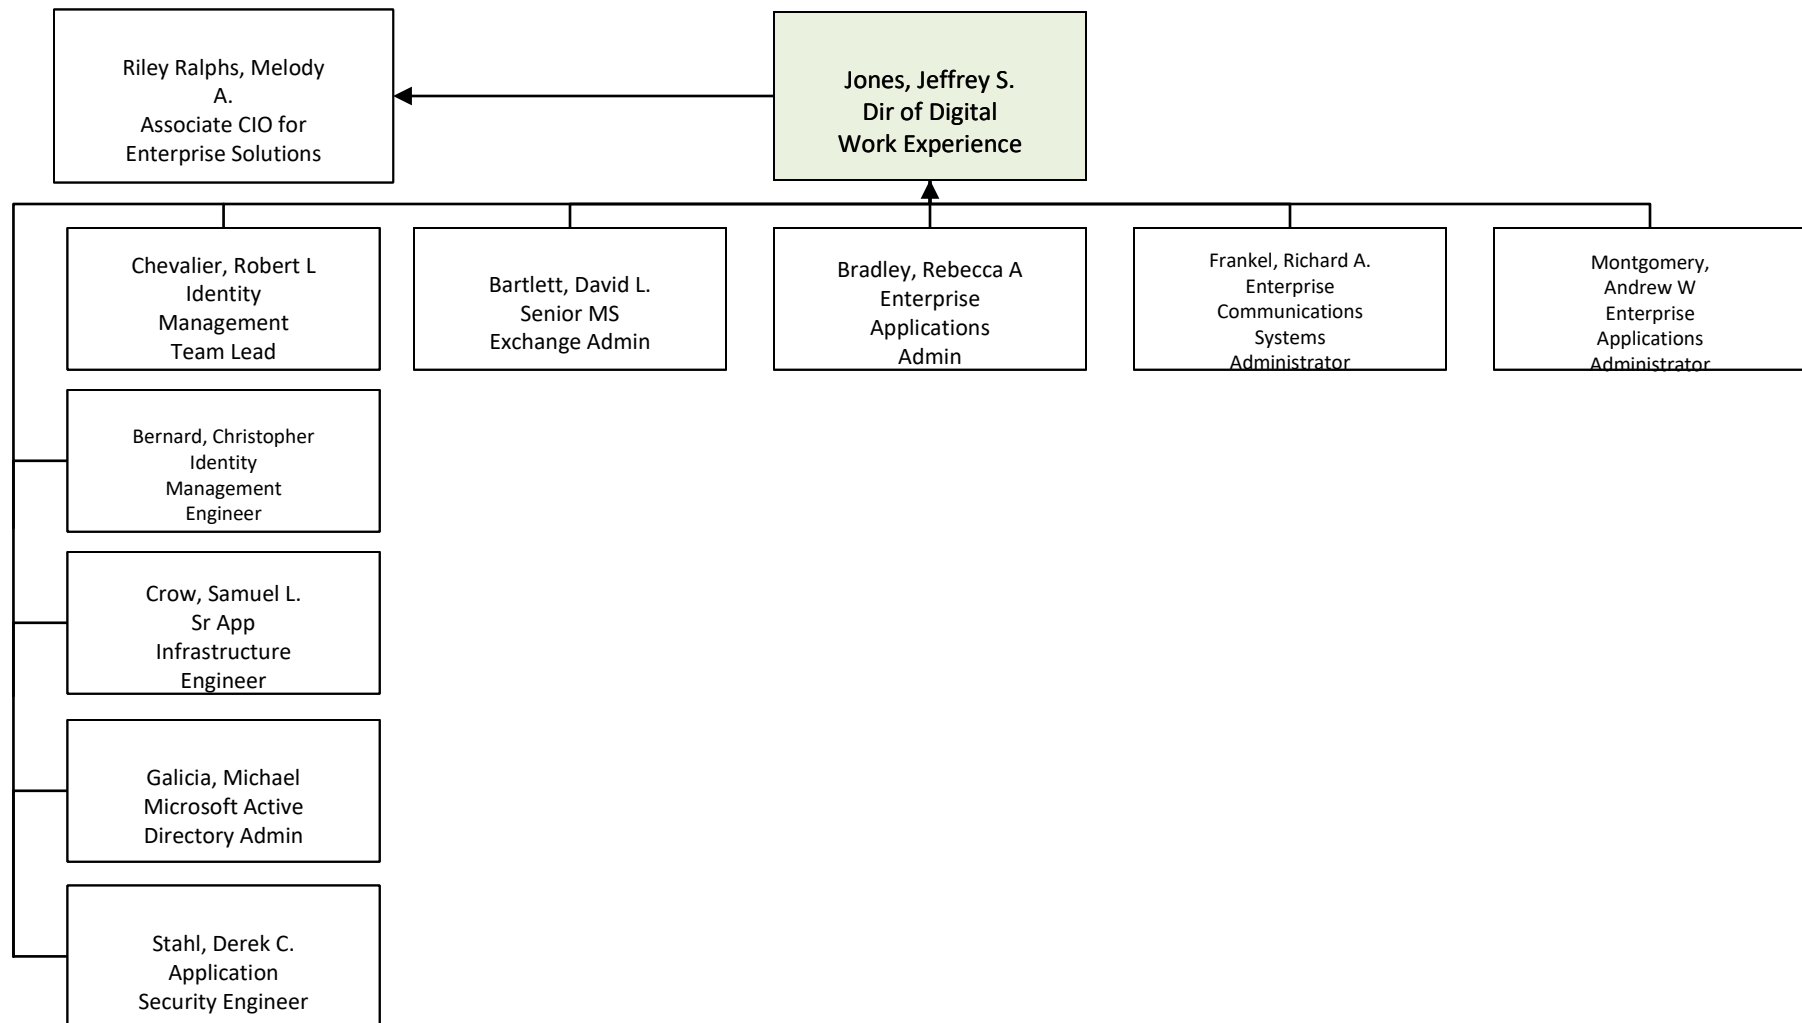 Riley Ralphs, Melody
A.
Associate CIO for
Enterprise Solutions
Jones, Jeffrey S.
Dir of Digital
Work Experience
Chevalier, Robert L
Identity
Management
Team Lead
Bartlett, David L.
Senior MS
Exchange Admin
Bradley, Rebecca A
Enterprise
Applications
Admin
Frankel, Richard A.
Enterprise
Communications
Systems
Administrator
Montgomery,
Andrew W
Enterprise
Applications
Administrator
Bernard, Christopher
Identity
Management
Engineer
Crow, Samuel L.
Sr App
Infrastructure
Engineer
Galicia, Michael
Microsoft Active
Directory Admin
Stahl, Derek C.
Application
Security Engineer